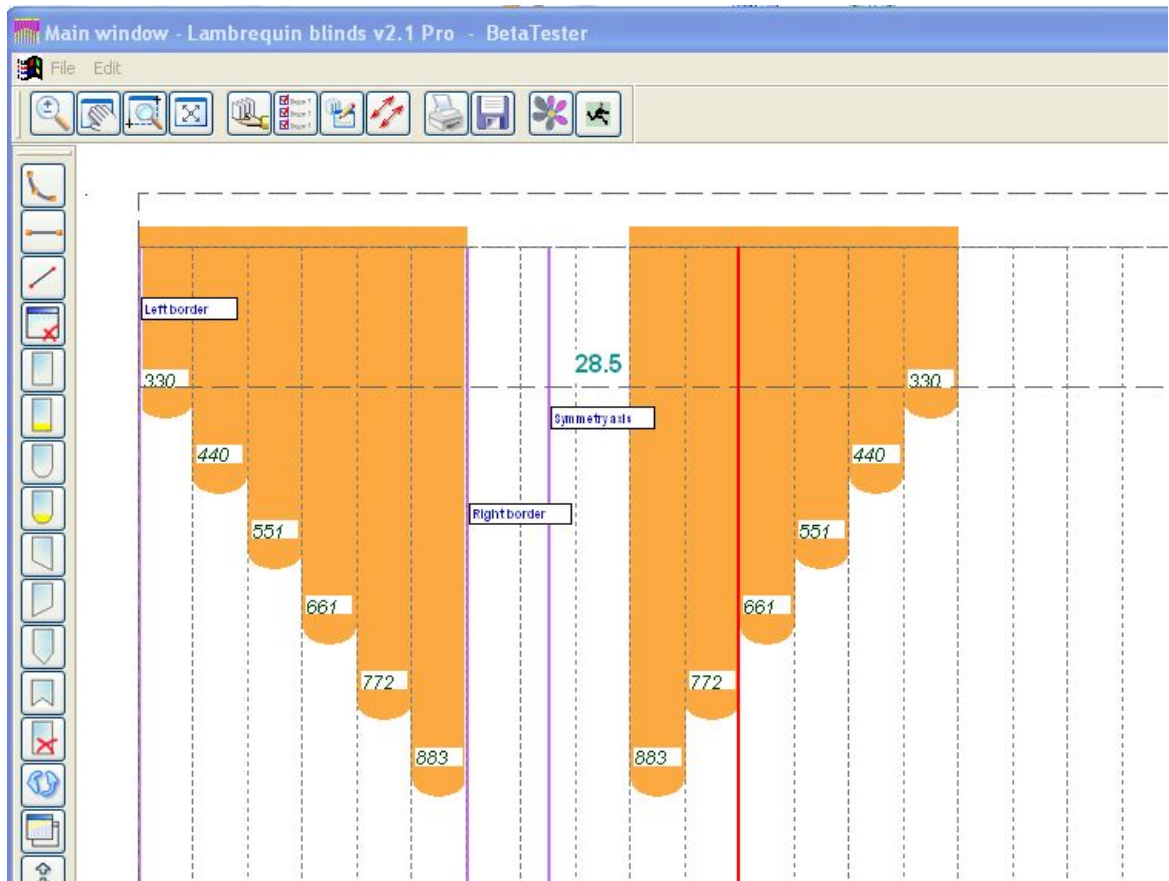 Main window - Lambrequin blinds v2.1 Pro - BetaTester
File Edit
Left border
28.5
330
330
Symmetry axis
440
440
Right border
551
551
661
661
772
772
883
883